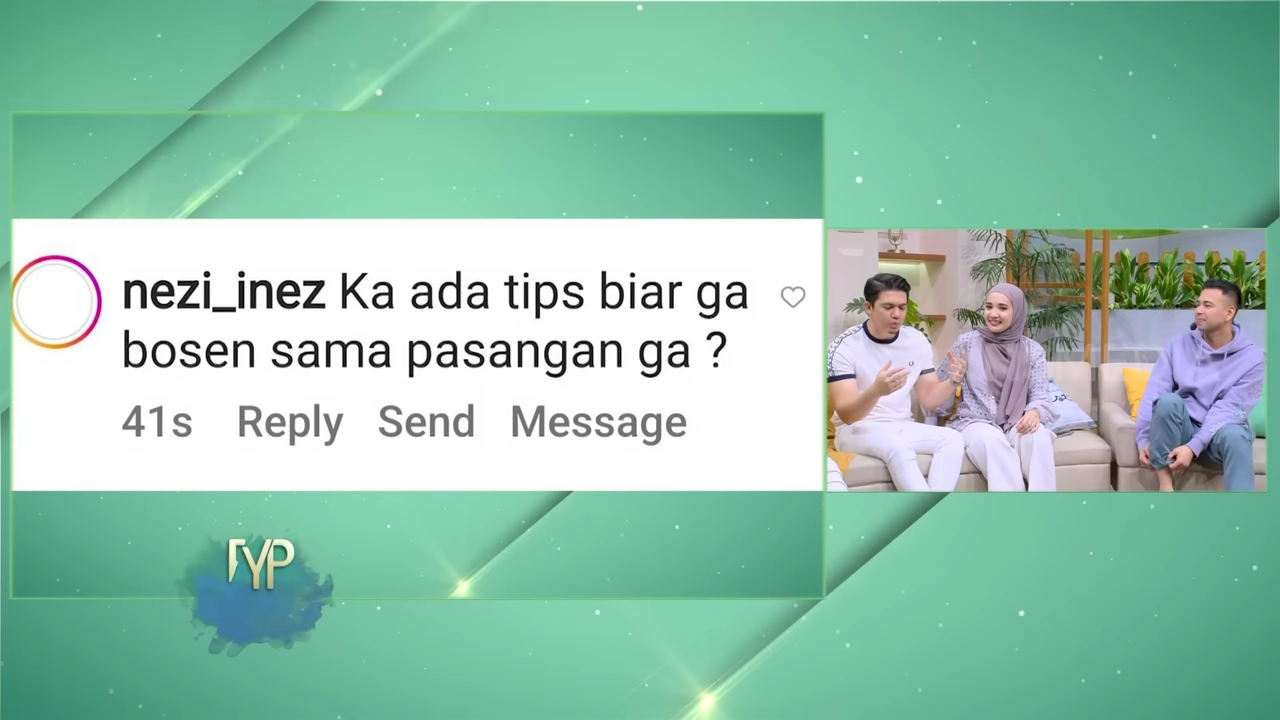 nezi_inez Ka ada tips biar ga
bosen sama pasangan ga ?
41s Reply Send Message
FYP